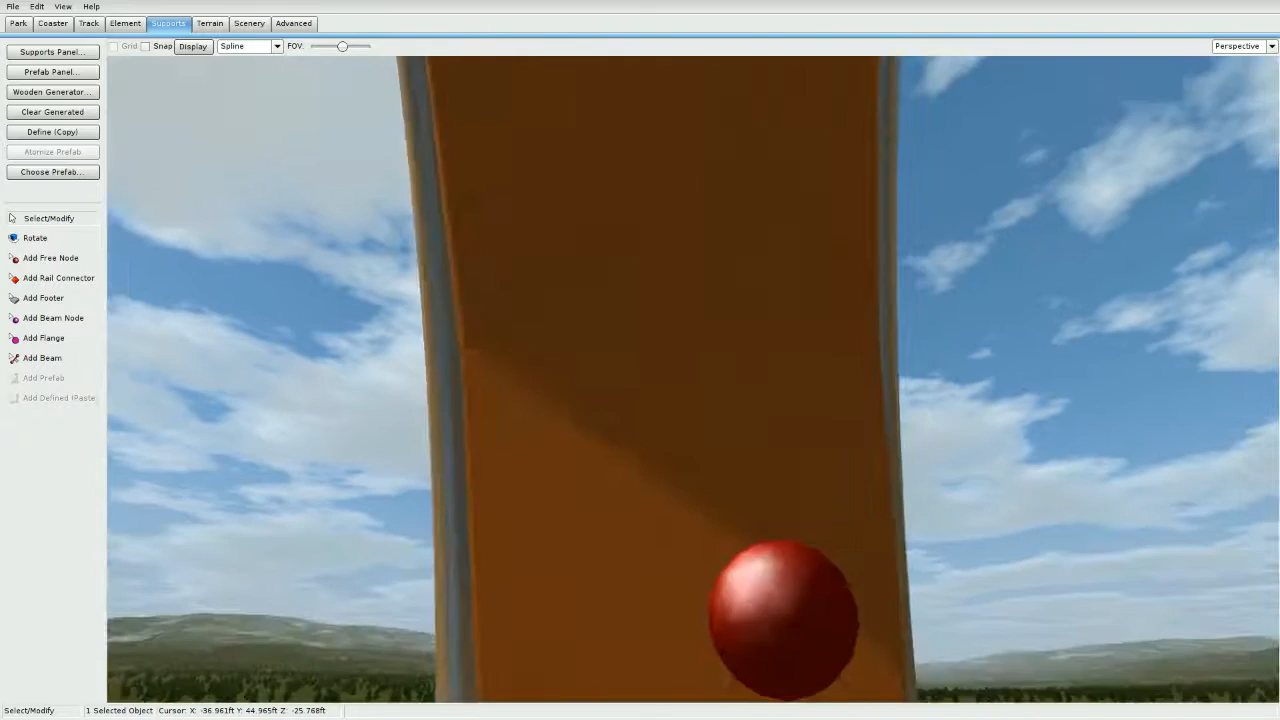 File Edit View Help
Park Coaster Track Element Supports Terrain Scenery Advanced
Supports Panel... Grid Snap Display Spline FOV: Perspective
Prefab Panel...
Wooden Generator...
Clear Generated
Define (Copy)
Atomize Prefab
Choose Prefab...
Select/Modify
Rotate
Add Free Node
Add Rail Connector
Add Footer
Add Beam Node
Add Flange
Add Beam
Add Prefab
Add Defined (Paste
Select/Modify 1 Selected Object Cursor: X: -36.961ft Y: 44.965ft Z: -25.768ft